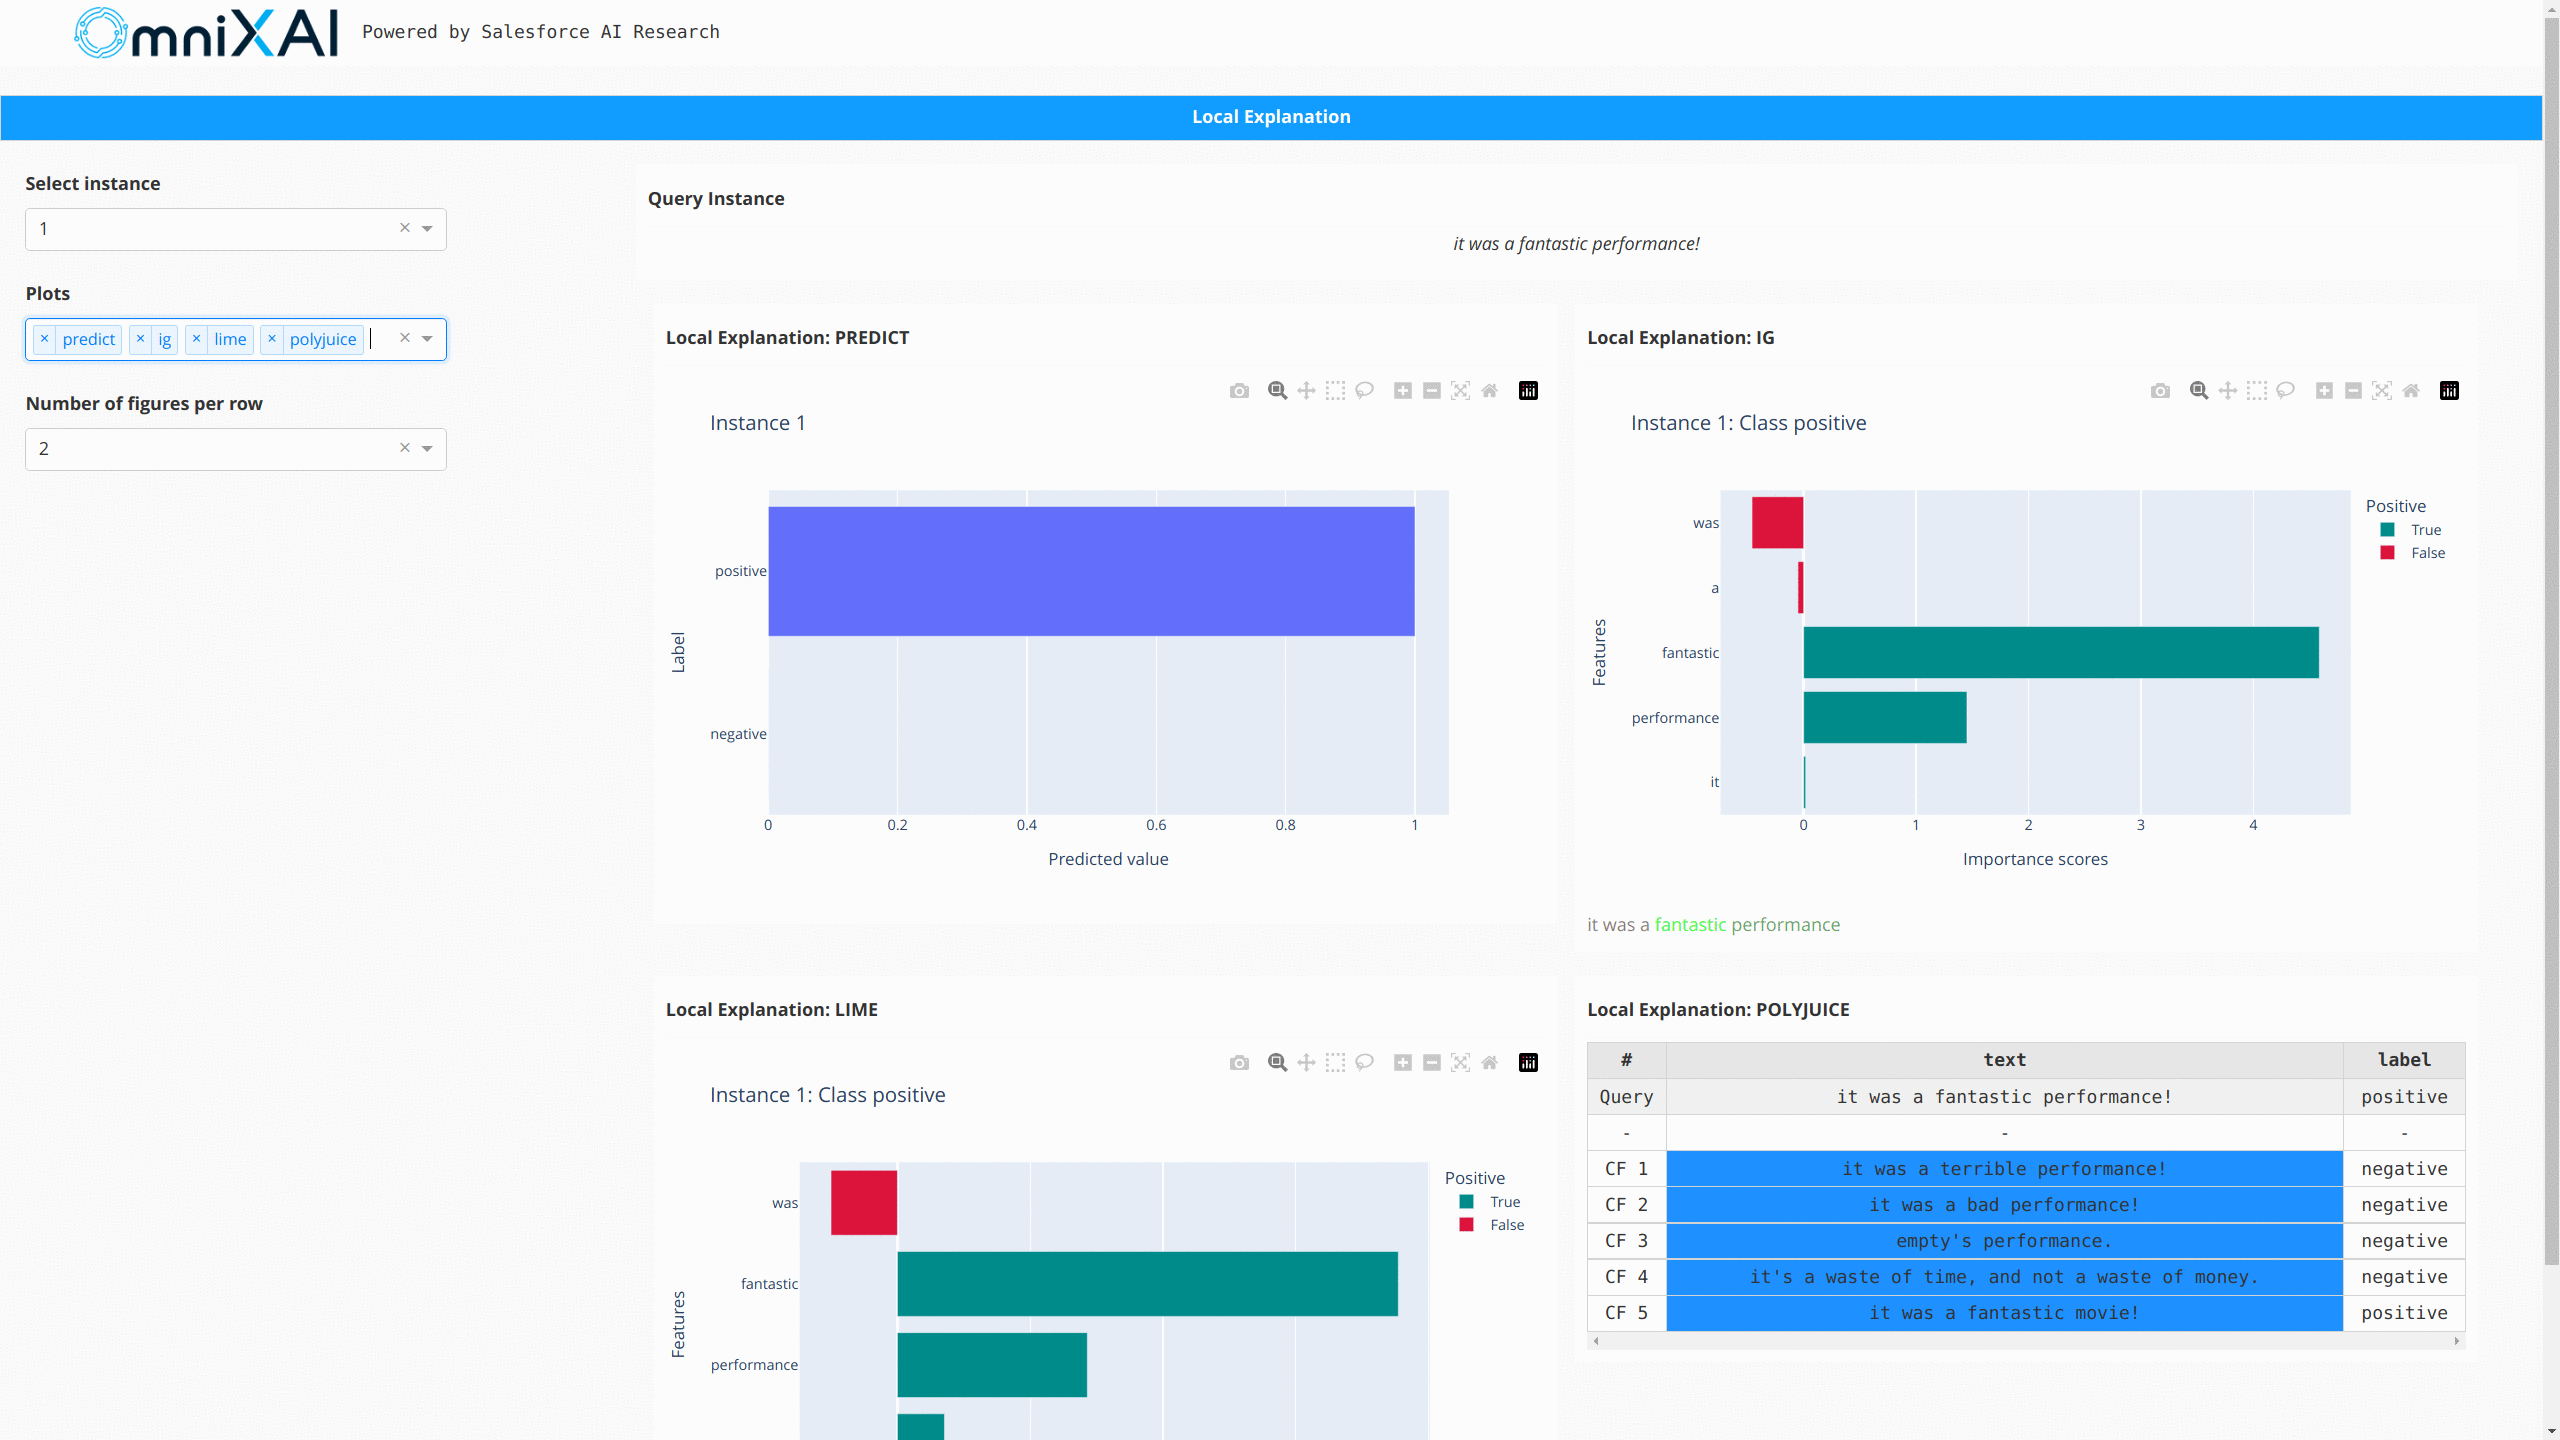 OmniXAI Powered by Salesforce AI Research
Local Explanation
Select instance
1
Plots
× predict × ig × lime × polyjuice
Number of figures per row
2
Query Instance
it was a fantastic performance!
Local Explanation: PREDICT
Instance 1
Label
positive
negative
0 0.2 0.4 0.6 0.8 1
Predicted value
Local Explanation: IG
Instance 1: Class positive
Features
was
a
fantastic
performance
it
0 1 2 3 4
Importance scores
Positive
True
False
it was a fantastic performance
Local Explanation: LIME
Instance 1: Class positive
Features
was
fantastic
performance
Positive
True
False
Local Explanation: POLYJUICE
# text label
Query it was a fantastic performance! positive
- - -
CF 1 it was a terrible performance! negative
CF 2 it was a bad performance! negative
CF 3 empty's performance. negative
CF 4 it's a waste of time, and not a waste of money. negative
CF 5 it was a fantastic movie! positive